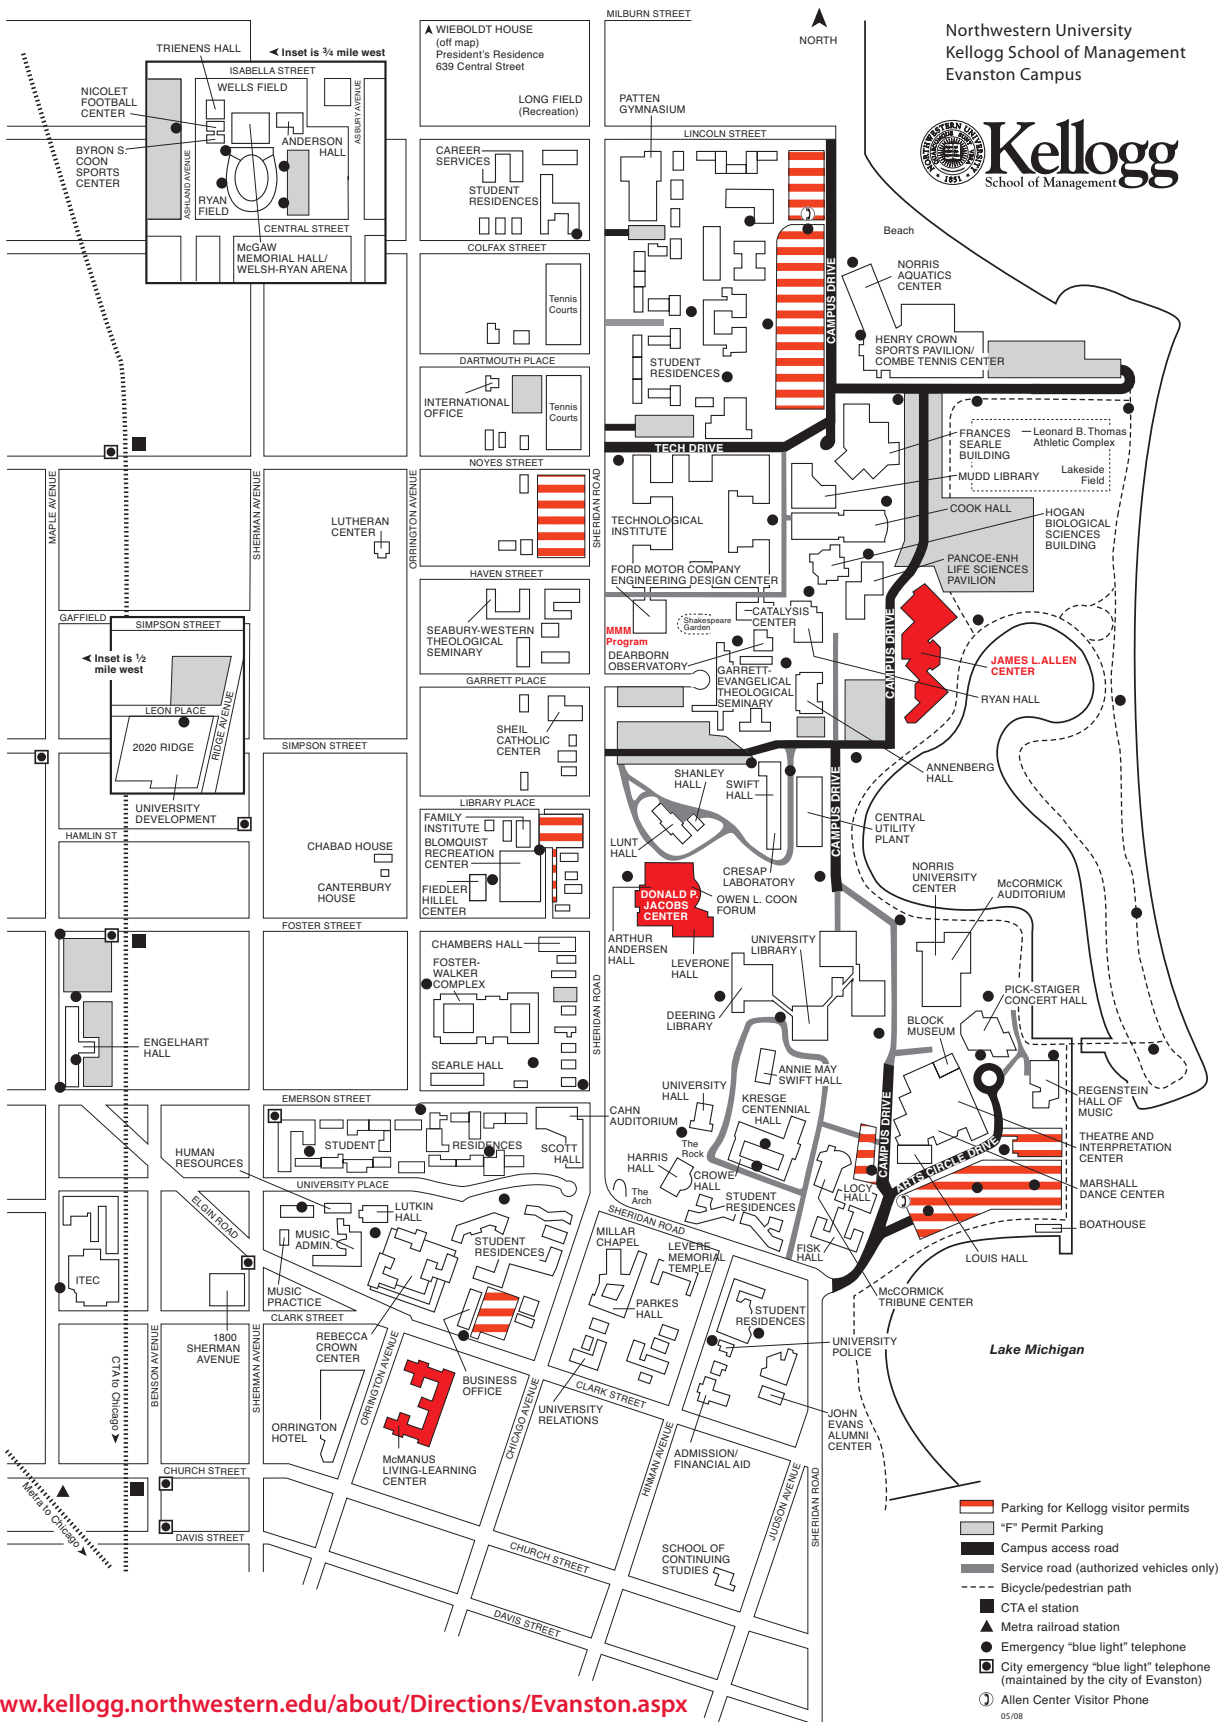 MILBURN STREET
WIEBOLDT HOUSE
(off map)
President's Residence
639 Central Street
LONG FIELD
(Recreation)
NORTH
Northwestern University
Kellogg School of Management
Evanston Campus
NORTHWESTERN UNIVERSITY
1851
Kellogg
School of Management
TRIENENS HALL
Inset is ¾ mile west
ISABELLA STREET
WELLS FIELD
NICOLET
FOOTBALL
CENTER
ANDERSON
HALL
ASBURY AVENUE
BYRON S.
COON
SPORTS
CENTER
ASHLAND AVENUE
RYAN
FIELD
CENTRAL STREET
McGAW
MEMORIAL HALL/
WELSH-RYAN ARENA
PATTEN
GYMNASIUM
LINCOLN STREET
CAREER
SERVICES
STUDENT
RESIDENCES
COLFAX STREET
Beach
NORRIS
AQUATICS
CENTER
CAMPUS DRIVE
Tennis
Courts
HENRY CROWN
SPORTS PAVILION/
COMBE TENNIS CENTER
DARTMOUTH PLACE
STUDENT
RESIDENCES
INTERNATIONAL
OFFICE
Tennis
Courts
FRANCES
SEARLE
BUILDING
Leonard B. Thomas
Athletic Complex
Lakeside
Field
TECH DRIVE
NOYES STREET
MUDD LIBRARY
COOK HALL
HOGAN
BIOLOGICAL
SCIENCES
BUILDING
MAPLE AVENUE
SHERMAN AVENUE
ORRINGTON AVENUE
SHERIDAN ROAD
LUTHERAN
CENTER
TECHNOLOGICAL
INSTITUTE
PANCOE-ENH
LIFE SCIENCES
PAVILION
HAVEN STREET
FORD MOTOR COMPANY
ENGINEERING DESIGN CENTER
SEABURY-WESTERN
THEOLOGICAL
SEMINARY
MMM
Program
Shakespeare
Garden
CATALYSIS
CENTER
DEARBORN
OBSERVATORY
GARRETT-
EVANGELICAL
THEOLOGICAL
SEMINARY
CAMPUS DRIVE
JAMES L. ALLEN
CENTER
RYAN HALL
GAFFIELD
SIMPSON STREET
Inset is ½
mile west
LEON PLACE
RIDGE AVENUE
2020 RIDGE
UNIVERSITY
DEVELOPMENT
GARRETT PLACE
SHEIL
CATHOLIC
CENTER
SIMPSON STREET
ANNENBERG
HALL
SHANLEY
HALL
SWIFT
HALL
CAMPUS DRIVE
CENTRAL
UTILITY
PLANT
LIBRARY PLACE
FAMILY
INSTITUTE
BLOMQUIST
RECREATION
CENTER
FIEDLER
HILLEL
CENTER
HAMLIN ST
CHABAD HOUSE
CANTERBURY
HOUSE
LUNT
HALL
CRESAP
LABORATORY
NORRIS
UNIVERSITY
CENTER
McCORMICK
AUDITORIUM
DONALD P.
JACOBS
CENTER
OWEN L. COON
FORUM
FOSTER STREET
ARTHUR
ANDERSEN
HALL
LEVERONE
HALL
UNIVERSITY
LIBRARY
CHAMBERS HALL
FOSTER-
WALKER
COMPLEX
SHERIDAN ROAD
DEERING
LIBRARY
PICK-STAIGER
CONCERT HALL
BLOCK
MUSEUM
ENGELHART
HALL
SEARLE HALL
ANNIE MAY
SWIFT HALL
REGENSTEIN
HALL OF
MUSIC
EMERSON STREET
CAHN
AUDITORIUM
UNIVERSITY
HALL
KRESGE
CENTENNIAL
HALL
CAMPUS DRIVE
ARTS CIRCLE DRIVE
THEATRE AND
INTERPRETATION
CENTER
MARSHALL
DANCE CENTER
BOATHOUSE
HUMAN
RESOURCES
STUDENT
RESIDENCES
SCOTT
HALL
The
Rock
HARRIS
HALL
CROWE
HALL
LOCY
HALL
UNIVERSITY PLACE
The
Arch
STUDENT
RESIDENCES
ELGIN ROAD
LUTKIN
HALL
SHERIDAN ROAD
MUSIC
ADMIN.
STUDENT
RESIDENCES
MILLAR
CHAPEL
LEVERE
MEMORIAL
TEMPLE
FISK
HALL
LOUIS HALL
ITEC
MUSIC
PRACTICE
McCORMICK
TRIBUNE CENTER
CLARK STREET
PARKES
HALL
STUDENT
RESIDENCES
1800
SHERMAN
AVENUE
REBECCA
CROWN
CENTER
UNIVERSITY
POLICE
Lake Michigan
CTA to Chicago
BENSON AVENUE
SHERMAN AVENUE
ORRINGTON AVENUE
BUSINESS
OFFICE
CHICAGO AVENUE
UNIVERSITY
RELATIONS
CLARK STREET
JOHN
EVANS
ALUMNI
CENTER
ORRINGTON
HOTEL
McMANUS
LIVING-LEARNING
CENTER
HINMAN AVENUE
ADMISSION/
FINANCIAL AID
JUDSON AVENUE
SHERIDAN ROAD
CHURCH STREET
Metra to Chicago
DAVIS STREET
CHURCH STREET
SCHOOL OF
CONTINUING
STUDIES
DAVIS STREET
Parking for Kellogg visitor permits
"F" Permit Parking
Campus access road
Service road (authorized vehicles only)
Bicycle/pedestrian path
CTA el station
Metra railroad station
Emergency "blue light" telephone
City emergency "blue light" telephone
(maintained by the city of Evanston)
Allen Center Visitor Phone
05/08
ww.kellogg.northwestern.edu/about/Directions/Evanston.aspx